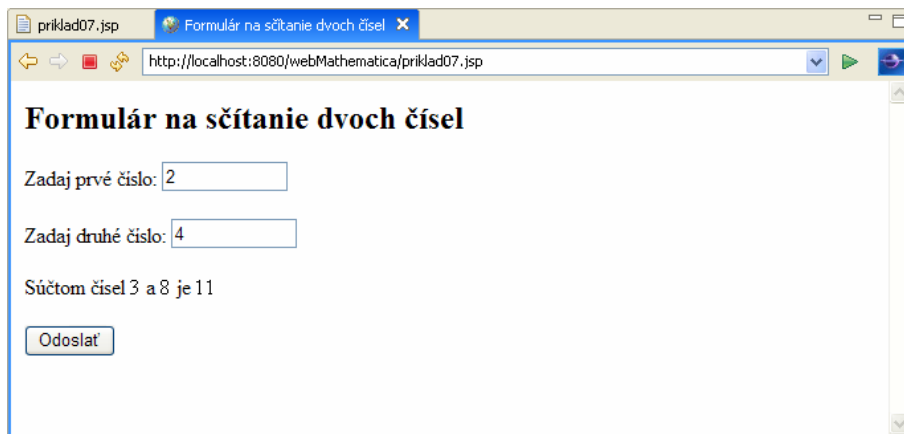 priklad07.jsp
Formulár na sčítanie dvoch čísel
http://localhost:8080/webMathematica/priklad07.jsp
Formulár na sčítanie dvoch čísel
Zadaj prvé číslo: 2
Zadaj druhé číslo: 4
Súčtom čísel 3 a 8 je 11
Odoslať